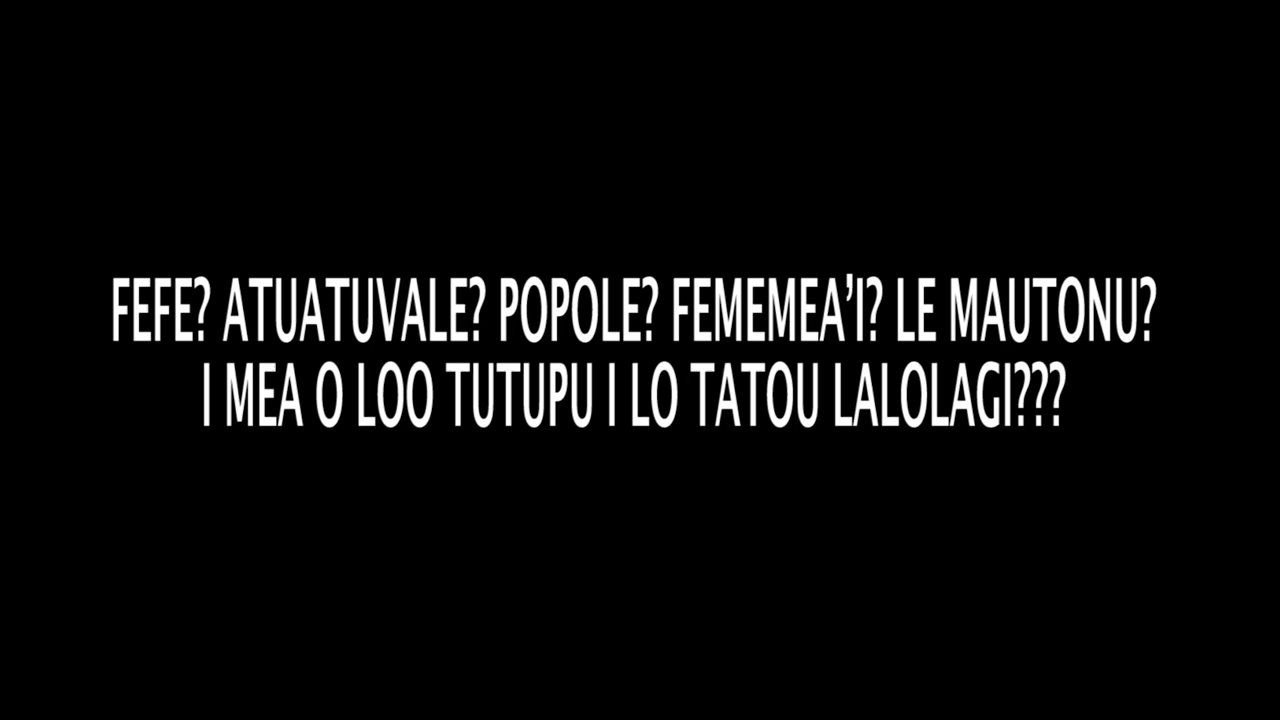 FEFE? ATUATUVALE? POPOLE? FEMEMEA’I? LE MAUTONU?
I MEA O LOO TUTUPU I LO TATOU LALOLAGI???